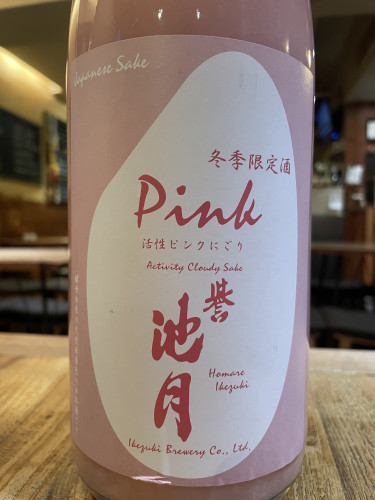 Japanese Sake
冬季限定酒
Pink
活性ピンクにごり
Activity Cloudy Sake
誉
池月
Homare
Ikezuki
Ikezuki Brewery Co., Ltd.